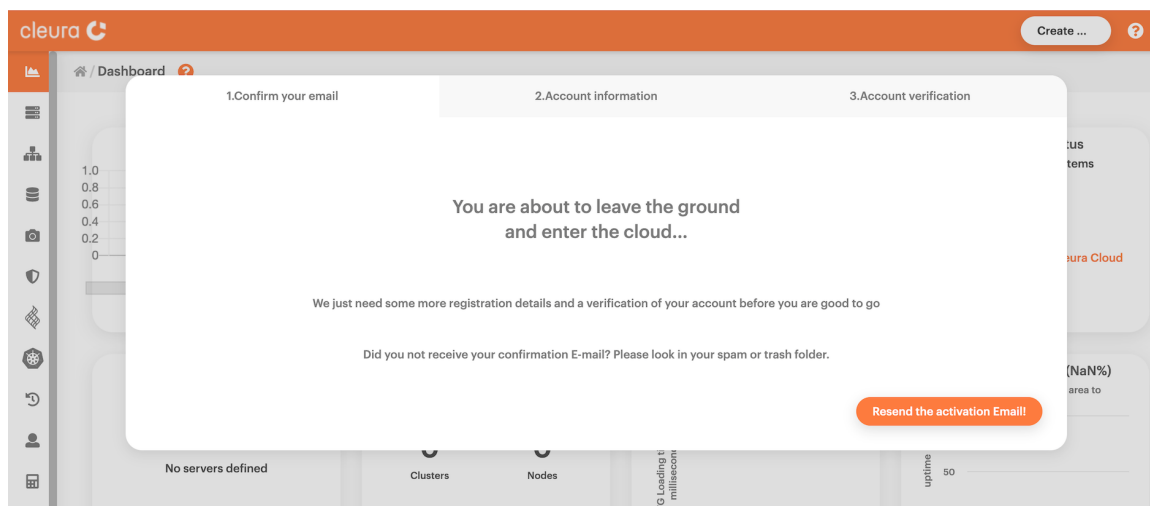 cleura
Create ...
?
/ Dashboard ?
1.Confirm your email
2.Account information
3.Account verification
1.0
0.8
0.6
0.4
0.2
0
You are about to leave the ground
and enter the cloud...
We just need some more registration details and a verification of your account before you are good to go
Did you not receive your confirmation E-mail? Please look in your spam or trash folder.
Resend the activation Email!
eura Cloud
(NaN%)
area to
No servers defined
Clusters
Nodes
G Loading
uptime
50